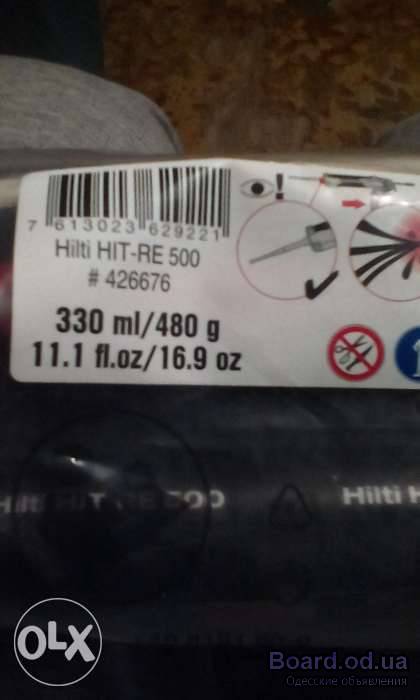 7 613023 629221
Hilti HIT-RE 500
# 426676
330 ml/480 g
11.1 fl.oz/16.9 oz
Hilti HIT-RE 500
Hilti H
OLX
Board.od.ua
Одесские объявления